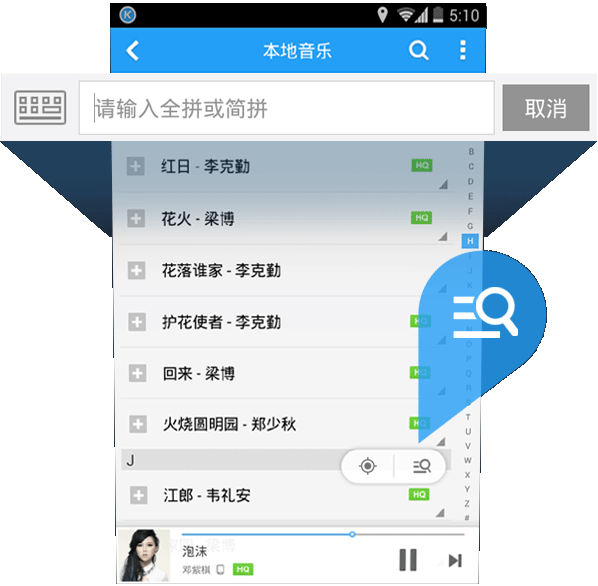 K 5:10
本地音乐
请输入全拼或简拼 取消
红日 - 李克勤 HQ
花火 - 梁博 HQ
花落谁家 - 李克勤
护花使者 - 李克勤 HQ
回来 - 梁博 HQ
火烧圆明园 - 郑少秋 HQ
J
江郎 - 韦礼安 HQ
泡沫
邓紫棋 HQ
B
C
D
E
F
G
H
I
J
K
N
O
P
Q
R
S
T
U
V
W
X
Y
Z
#